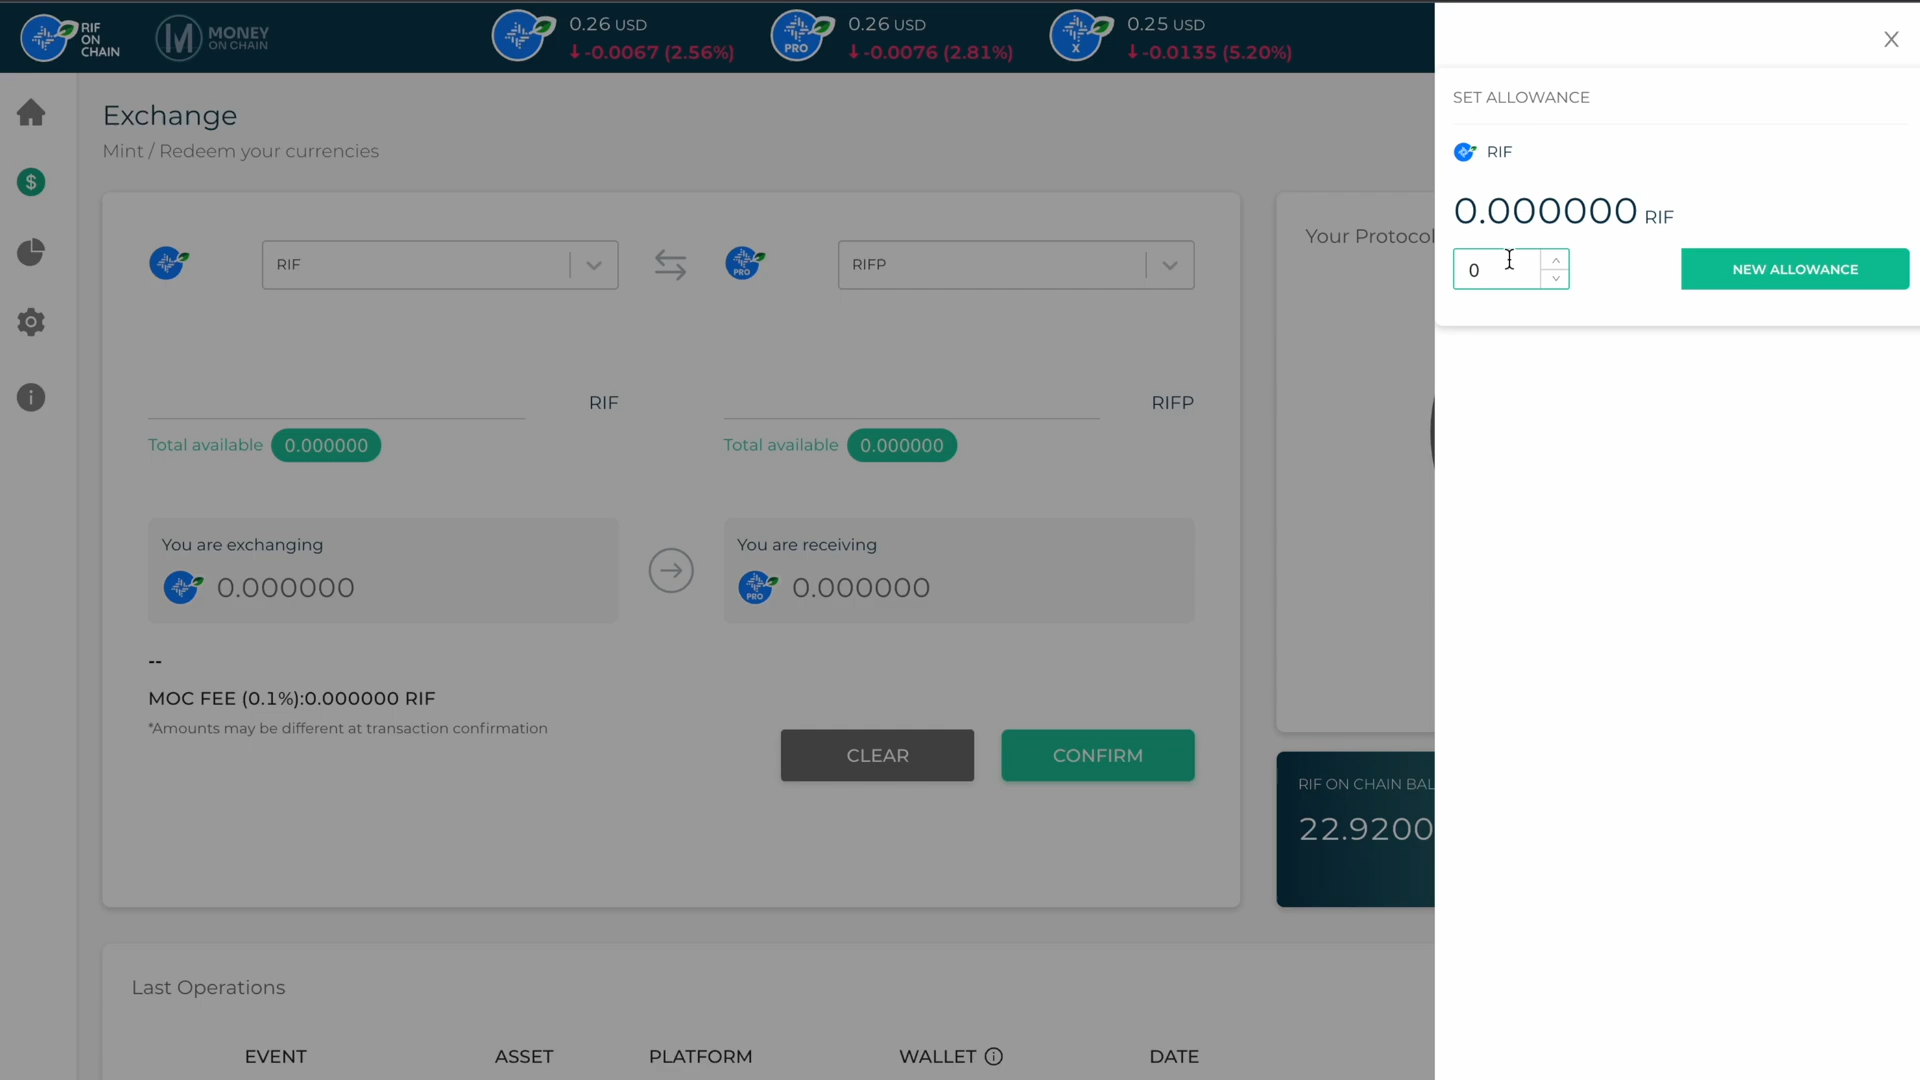 RIF
ON
CHAIN
MONEY
ON CHAIN
0.26 USD
-0.0067 (2.56%)
PRO
0.26 USD
-0.0076 (2.81%)
X
0.25 USD
-0.0135 (5.20%)
Exchange
Mint / Redeem your currencies
RIF
PRO
RIFP
RIF
Total available 0.000000
RIFP
Total available 0.000000
You are exchanging
0.000000
You are receiving
PRO
0.000000
--
MOC FEE (0.1%):0.000000 RIF
*Amounts may be different at transaction confirmation
CLEAR
CONFIRM
Your Protocol
RIF ON CHAIN BAL
22.9200
Last Operations
EVENT ASSET PLATFORM WALLET DATE
SET ALLOWANCE
RIF
0.000000 RIF
0
NEW ALLOWANCE